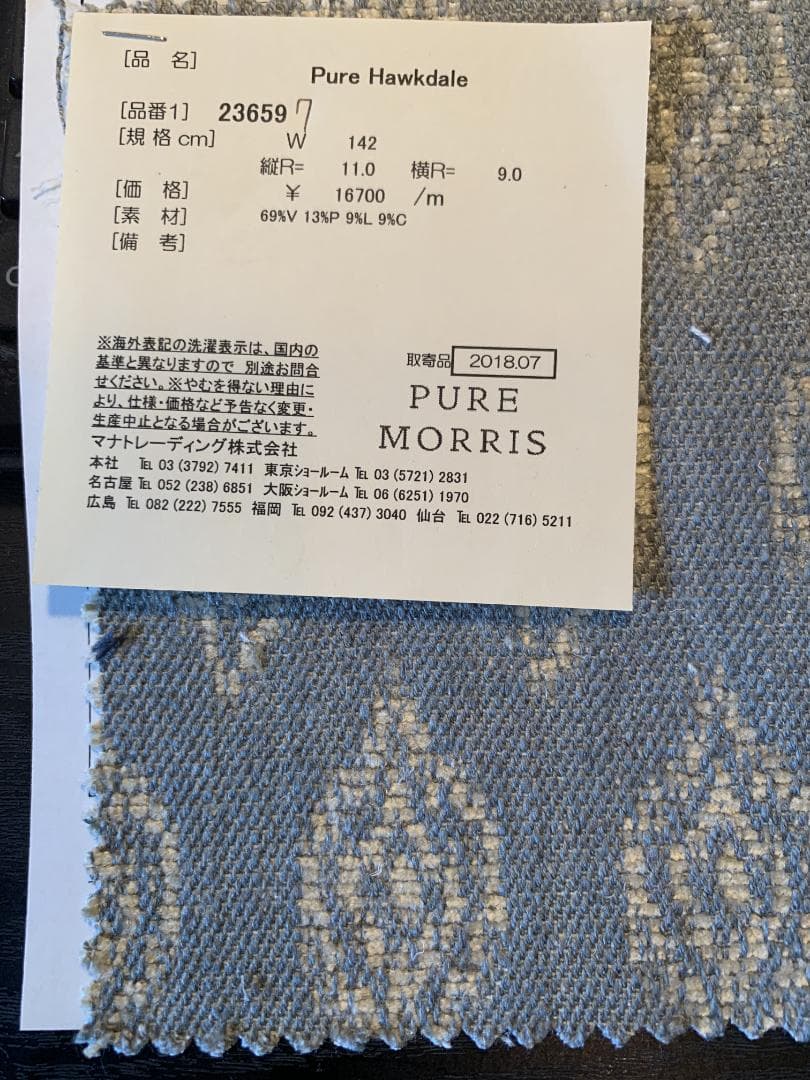 [品 名]
Pure Hawkdale
[品番1] 236597
[規 格 cm] W 142
縦R= 11.0 横R= 9.0
[価 格] ¥ 16700 /m
[素 材] 69%V 13%P 9%L 9%C
[備 考]
※海外表記の洗濯表示は、国内の
基準と異なりますので 別途お問合
せください。※やむを得ない理由に
より、仕様・価格など予告なく変更・
生産中止となる場合がございます。
取寄品 2018.07
PURE
MORRIS
マナトレーディング株式会社
本社 ℡ 03 (3792) 7411 東京ショールーム ℡ 03 (5721) 2831
名古屋 ℡ 052 (238) 6851 大阪ショールーム ℡ 06 (6251) 1970
広島 ℡ 082 (222) 7555 福岡 ℡ 092 (437) 3040 仙台 ℡ 022 (716) 5211